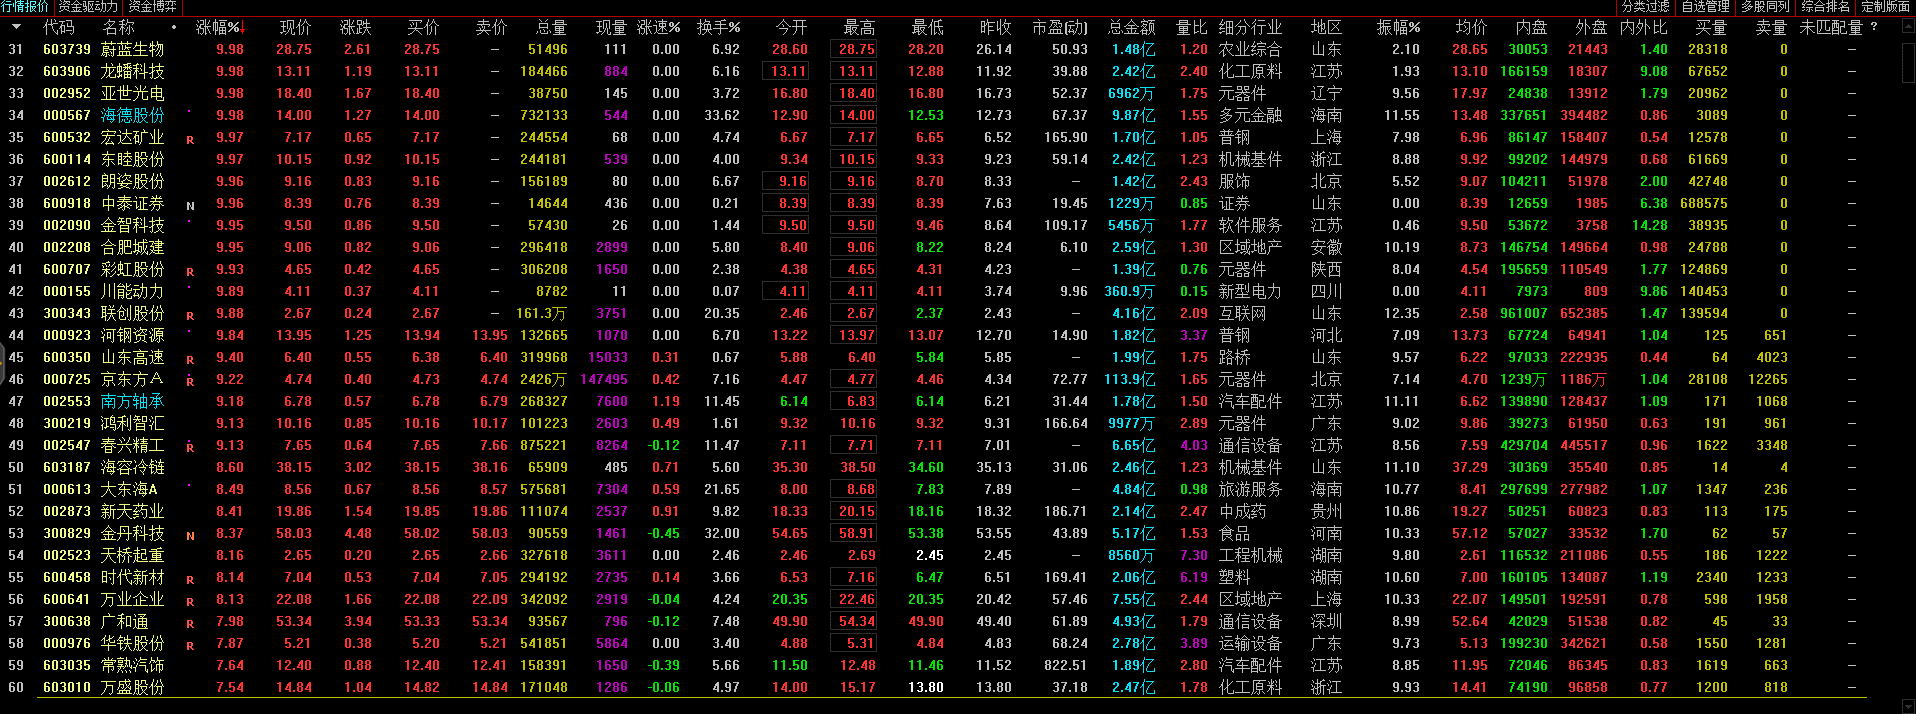 行情报价 资金驱动力 资金博弈 分类过滤 自选管理 多股同列 综合排名 定制版面
代码 名称 涨幅%↓ 现价 涨跌 买价 卖价 总量 现量 涨速% 换手% 今开 最高 最低 昨收 市盈(动) 总金额 量比 细分行业 地区 振幅% 均价 内盘 外盘 内外比 买量 卖量 未匹配量 ?
31 603739 蔚蓝生物 9.98 28.75 2.61 28.75 – 51496 111 0.00 6.92 28.60 28.75 28.20 26.14 50.93 1.48亿 1.20 农业综合 山东 2.10 28.65 30053 21443 1.40 28318 0 –
32 603906 龙蟠科技 9.98 13.11 1.19 13.11 – 184466 884 0.00 6.16 13.11 13.11 12.88 11.92 39.88 2.42亿 2.40 化工原料 江苏 1.93 13.10 166159 18307 9.08 67652 0 –
33 002952 亚世光电 9.98 18.40 1.67 18.40 – 38750 145 0.00 3.72 16.80 18.40 16.80 16.73 52.37 6962万 1.75 元器件 辽宁 9.56 17.97 24838 13912 1.79 20962 0 –
34 000567 海德股份 9.98 14.00 1.27 14.00 – 732133 544 0.00 33.62 12.90 14.00 12.53 12.73 67.37 9.87亿 1.55 多元金融 海南 11.55 13.48 337651 394482 0.86 3089 0 –
35 600532 宏达矿业 R 9.97 7.17 0.65 7.17 – 244554 68 0.00 4.74 6.67 7.17 6.65 6.52 165.90 1.70亿 1.05 普钢 上海 7.98 6.96 86147 158407 0.54 12578 0 –
36 600114 东睦股份 9.97 10.15 0.92 10.15 – 244181 539 0.00 4.00 9.34 10.15 9.33 9.23 59.14 2.42亿 1.23 机械基件 浙江 8.88 9.92 99202 144979 0.68 61669 0 –
37 002612 朗姿股份 9.96 9.16 0.83 9.16 – 156189 80 0.00 6.67 9.16 9.16 8.70 8.33 – 1.42亿 2.43 服饰 北京 5.52 9.07 104211 51978 2.00 42748 0 –
38 600918 中泰证券 N 9.96 8.39 0.76 8.39 – 14644 436 0.00 0.21 8.39 8.39 8.39 7.63 19.45 1229万 0.85 证券 山东 0.00 8.39 12659 1985 6.38 688575 0 –
39 002090 金智科技 9.95 9.50 0.86 9.50 – 57430 26 0.00 1.44 9.50 9.50 9.46 8.64 109.17 5456万 1.77 软件服务 江苏 0.46 9.50 53672 3758 14.28 38935 0 –
40 002208 合肥城建 9.95 9.06 0.82 9.06 – 296418 2899 0.00 5.80 8.40 9.06 8.22 8.24 6.10 2.59亿 1.30 区域地产 安徽 10.19 8.73 146754 149664 0.98 24788 0 –
41 600707 彩虹股份 R 9.93 4.65 0.42 4.65 – 306208 1650 0.00 2.38 4.38 4.65 4.31 4.23 – 1.39亿 0.76 元器件 陕西 8.04 4.54 195659 110549 1.77 124869 0 –
42 000155 川能动力 9.89 4.11 0.37 4.11 – 8782 11 0.00 0.07 4.11 4.11 4.11 3.74 9.96 360.9万 0.15 新型电力 四川 0.00 4.11 7973 809 9.86 140453 0 –
43 300343 联创股份 R 9.88 2.67 0.24 2.67 – 161.3万 3751 0.00 20.35 2.46 2.67 2.37 2.43 – 4.16亿 2.09 互联网 山东 12.35 2.58 961007 652385 1.47 139594 0 –
44 000923 河钢资源 9.84 13.95 1.25 13.94 13.95 132665 1070 0.00 6.70 13.22 13.97 13.07 12.70 14.90 1.82亿 3.37 普钢 河北 7.09 13.73 67724 64941 1.04 125 651 –
45 600350 山东高速 R 9.40 6.40 0.55 6.38 6.40 319968 15033 0.31 0.67 5.88 6.40 5.84 5.85 – 1.99亿 1.75 路桥 山东 9.57 6.22 97033 222935 0.44 64 4023 –
46 000725 京东方A R 9.22 4.74 0.40 4.73 4.74 2426万 147495 0.42 7.16 4.47 4.77 4.46 4.34 72.77 113.9亿 1.65 元器件 北京 7.14 4.70 1239万 1186万 1.04 28108 12265 –
47 002553 南方轴承 9.18 6.78 0.57 6.78 6.79 268327 7600 1.19 11.45 6.14 6.83 6.14 6.21 31.44 1.78亿 1.50 汽车配件 江苏 11.11 6.62 139890 128437 1.09 171 1068 –
48 300219 鸿利智汇 9.13 10.16 0.85 10.16 10.17 101223 2603 0.49 1.61 9.32 10.16 9.32 9.31 166.64 9977万 2.89 元器件 广东 9.02 9.86 39273 61950 0.63 191 961 –
49 002547 春兴精工 R 9.13 7.65 0.64 7.65 7.66 875221 8264 -0.12 11.47 7.11 7.71 7.11 7.01 – 6.65亿 4.03 通信设备 江苏 8.56 7.59 429704 445517 0.96 1622 3348 –
50 603187 海容冷链 8.60 38.15 3.02 38.15 38.16 65909 485 0.71 5.60 35.30 38.50 34.60 35.13 31.06 2.46亿 1.23 机械基件 山东 11.10 37.29 30369 35540 0.85 14 4 –
51 000613 大东海A 8.49 8.56 0.67 8.56 8.57 575681 7304 0.59 21.65 8.00 8.68 7.83 7.89 – 4.84亿 0.98 旅游服务 海南 10.77 8.41 297699 277982 1.07 1347 236 –
52 002873 新天药业 8.41 19.86 1.54 19.85 19.86 111074 2537 0.91 9.82 18.33 20.15 18.16 18.32 186.71 2.14亿 2.47 中成药 贵州 10.86 19.27 50251 60823 0.83 113 175 –
53 300829 金丹科技 N 8.37 58.03 4.48 58.02 58.03 90559 1461 -0.45 32.00 54.65 58.91 53.38 53.55 43.89 5.17亿 1.53 食品 河南 10.33 57.12 57027 33532 1.70 62 57 –
54 002523 天桥起重 8.16 2.65 0.20 2.65 2.66 327618 3611 0.00 2.46 2.46 2.69 2.45 2.45 – 8560万 7.30 工程机械 湖南 9.80 2.61 116532 211086 0.55 186 1222 –
55 600458 时代新材 R 8.14 7.04 0.53 7.04 7.05 294192 2735 0.14 3.66 6.53 7.16 6.47 6.51 169.41 2.06亿 6.19 塑料 湖南 10.60 7.00 160105 134087 1.19 2340 1233 –
56 600641 万业企业 R 8.13 22.08 1.66 22.08 22.09 342092 2919 -0.04 4.24 20.35 22.46 20.35 20.42 57.46 7.55亿 2.44 区域地产 上海 10.33 22.07 149501 192591 0.78 598 1958 –
57 300638 广和通 R 7.98 53.34 3.94 53.33 53.34 93567 796 -0.12 7.48 49.90 54.34 49.90 49.40 61.89 4.93亿 1.79 通信设备 深圳 8.99 52.64 42029 51538 0.82 45 33 –
58 000976 华铁股份 R 7.87 5.21 0.38 5.20 5.21 541851 5864 0.00 3.40 4.88 5.31 4.84 4.83 68.24 2.78亿 3.89 运输设备 广东 9.73 5.13 199230 342621 0.58 1550 1281 –
59 603035 常熟汽饰 7.64 12.40 0.88 12.40 12.41 158391 1650 -0.39 5.66 11.50 12.48 11.46 11.52 822.51 1.89亿 2.80 汽车配件 江苏 8.85 11.95 72046 86345 0.83 1619 663 –
60 603010 万盛股份 7.54 14.84 1.04 14.82 14.84 171048 1286 -0.06 4.97 14.00 15.17 13.80 13.80 37.18 2.47亿 1.78 化工原料 浙江 9.93 14.41 74190 96858 0.77 1200 818 –